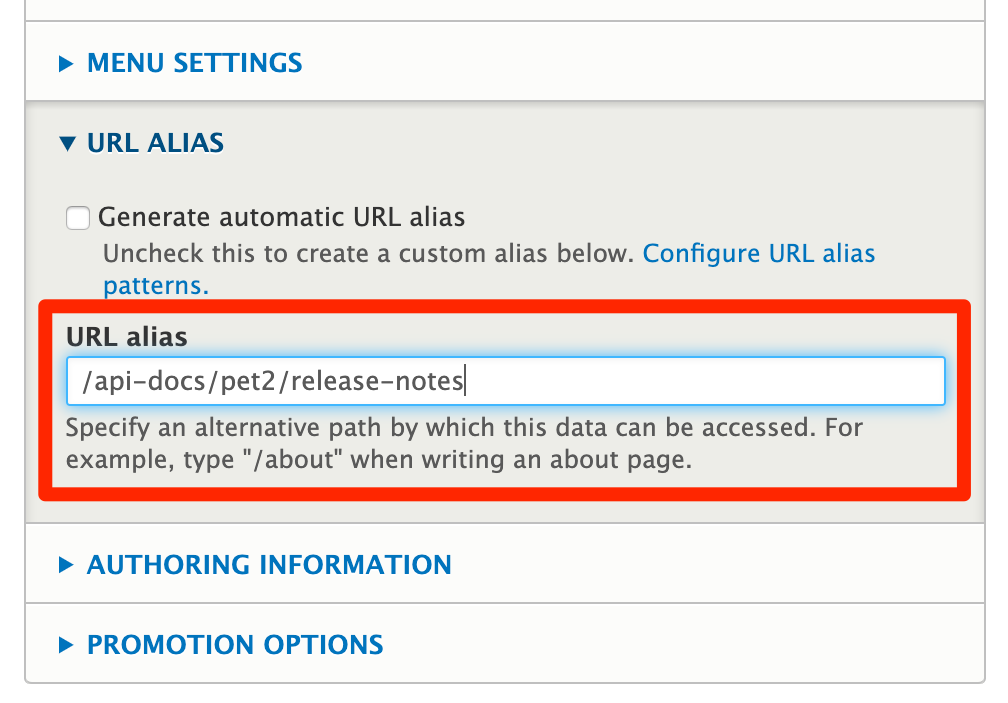 MENU SETTINGS
URL ALIAS
Generate automatic URL alias
Uncheck this to create a custom alias below. Configure URL alias
patterns.
URL alias
/api-docs/pet2/release-notes
Specify an alternative path by which this data can be accessed. For
example, type "/about" when writing an about page.
AUTHORING INFORMATION
PROMOTION OPTIONS